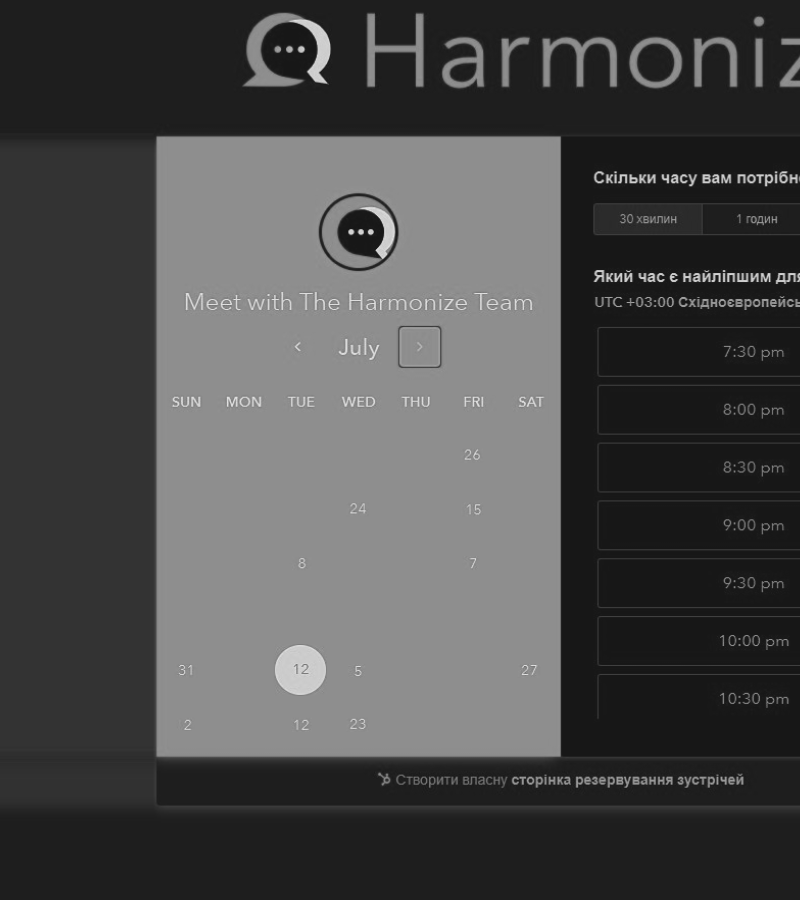 Harmoniz
Meet with The Harmonize Team
July
SUN MON TUE WED THU FRI SAT
26
24 15
8 7
31 12 5 27
2 12 23
Скільки часу вам потрібн
30 хвилин 1 годин
Який час є найліпшим для
UTC +03:00 Східноєвропейсь
7:30 pm
8:00 pm
8:30 pm
9:00 pm
9:30 pm
10:00 pm
10:30 pm
Створити власну сторінка резервування зустрічей